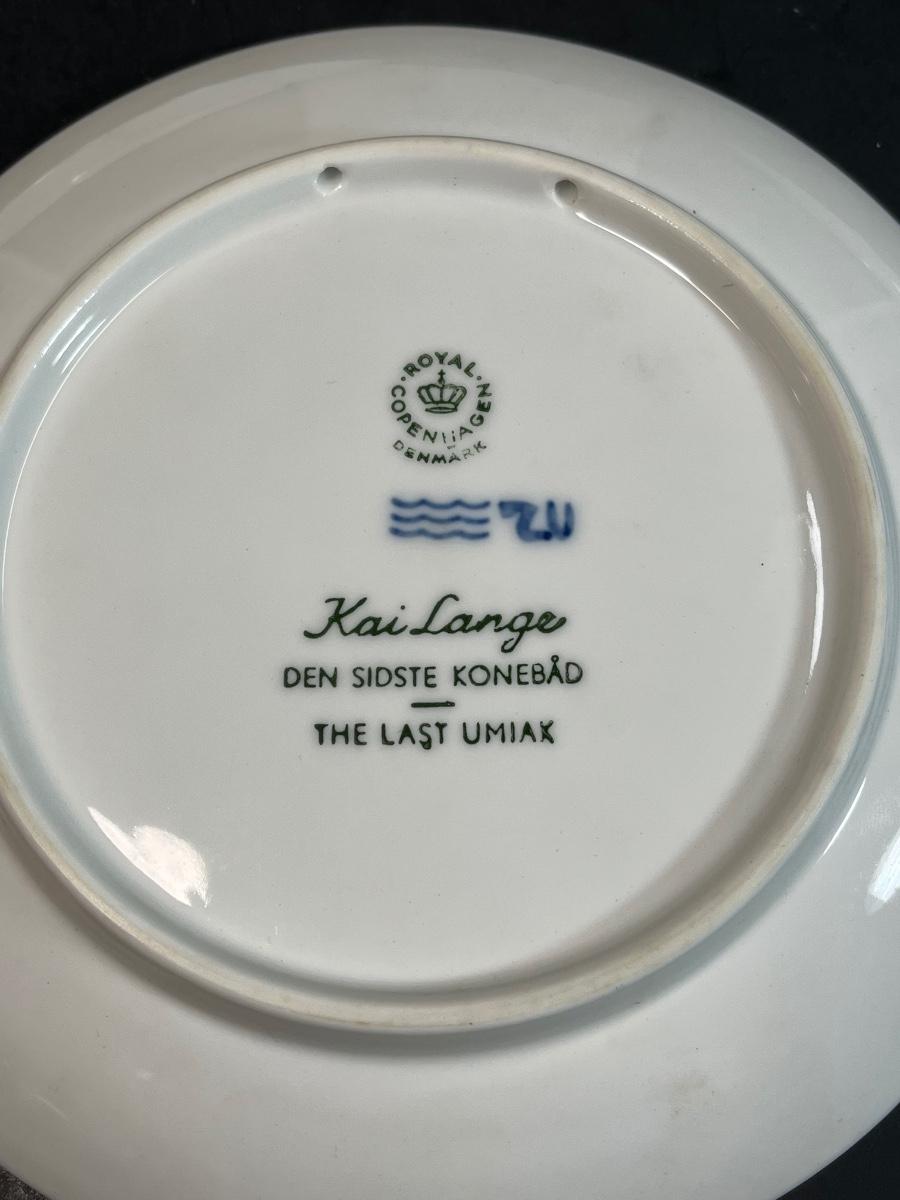 ROYAL
COPENHAGEN
DENMARK
Kai Lange
DEN SIDSTE KONEBÅD
THE LAST UMIAK